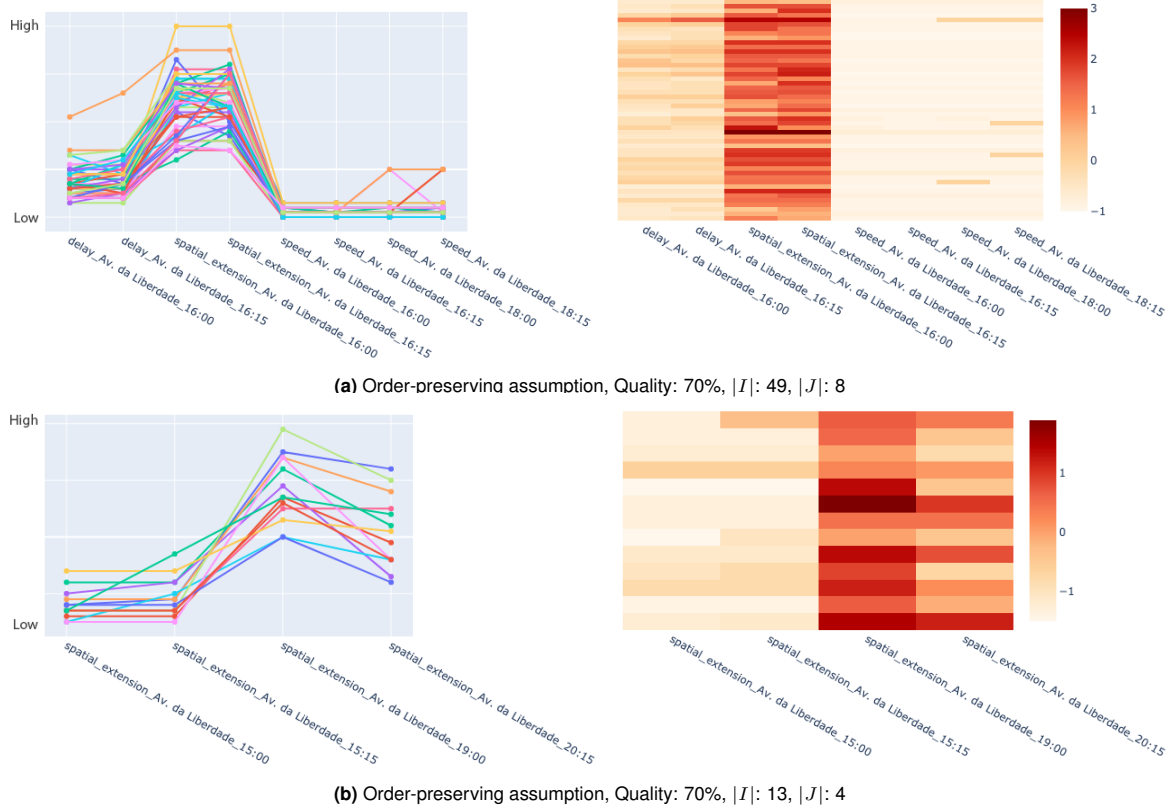 High
Low
delay_Av. da Liberdade_16:00
delay_Av. da Liberdade_16:15
spatial_extension_Av. da Liberdade_16:00
spatial_extension_Av. da Liberdade_16:15
speed_Av. da Liberdade_16:00
speed_Av. da Liberdade_16:15
speed_Av. da Liberdade_18:00
speed_Av. da Liberdade_18:15
3
2
1
0
−1
delay_Av. da Liberdade_16:00
delay_Av. da Liberdade_16:15
spatial_extension_Av. da Liberdade_16:00
spatial_extension_Av. da Liberdade_16:15
speed_Av. da Liberdade_16:00
speed_Av. da Liberdade_16:15
speed_Av. da Liberdade_18:00
speed_Av. da Liberdade_18:15
(a) Order-preserving assumption, Quality: 70%, |I|: 49, |J|: 8
High
Low
spatial_extension_Av. da Liberdade_15:00
spatial_extension_Av. da Liberdade_15:15
spatial_extension_Av. da Liberdade_19:00
spatial_extension_Av. da Liberdade_20:15
1
0
−1
spatial_extension_Av. da Liberdade_15:00
spatial_extension_Av. da Liberdade_15:15
spatial_extension_Av. da Liberdade_19:00
spatial_extension_Av. da Liberdade_20:15
(b) Order-preserving assumption, Quality: 70%, |I|: 13, |J|: 4